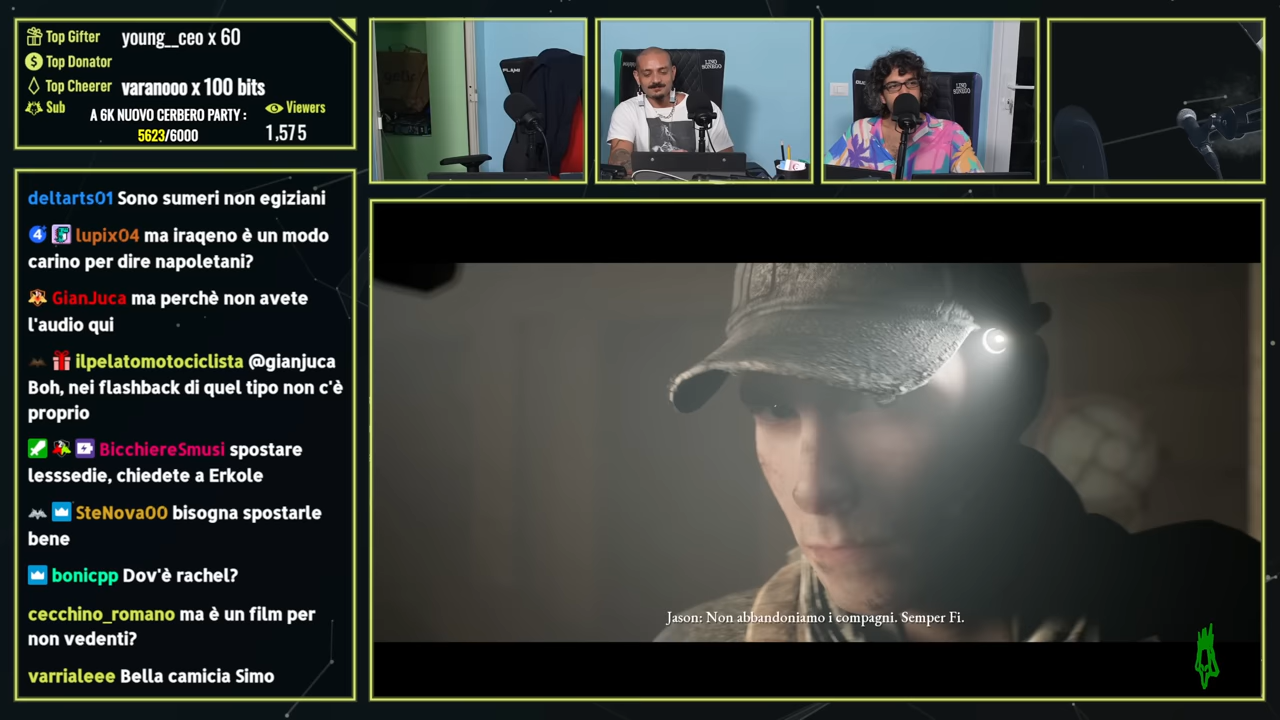 Top Gifter young__ceo x 60
Top Donator
Top Cheerer varanooo x 100 bits
Sub A 6K NUOVO CERBERO PARTY : Viewers
5623/6000 1,575
deltarts01 Sono sumeri non egiziani
lupix04 ma iraqeno è un modo
carino per dire napoletani?
GianJuca ma perchè non avete
l'audio qui
ilpelatomotociclista @gianjuca
Boh, nei flashback di quel tipo non c'è
proprio
BicchiereSmusi spostare
lesssedie, chiedete a Erkole
SteNova00 bisogna spostarle
bene
bonicpp Dov'è rachel?
cecchino_romano ma è un film per
non vedenti?
varrialeee Bella camicia Simo
LINO
SONEGO
LINO
SONEGO
Jason: Non abbandoniamo i compagni. Semper Fi.